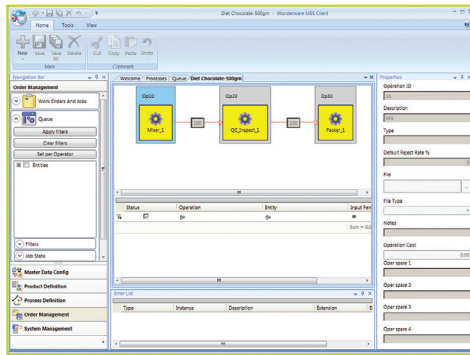 Diet Chocolate-500gm - Wonderware MES Client
Home Tools View
New Save Save All Delete
Cut Copy Paste Undo
Main Clipboard
Navigation Bar
Order Management
Work Orders And Jobs
Queue
Apply filters
Clear filters
Set per Operator
Entities
Filters
Job State
Master Data Config
Product Definition
Process Definition
Order Management
System Management
Welcome Processes Queue Diet Chocolate-500gm
Op10 Op20 Op30
Mixer_1 100 QC_Inspect_1 100 Packer_1
Status Operation Entity Input Per
Sum = 0.0
Error List
Type Instance Description Extension
Properties
Operation ID
10
Description
Mix
Type
Default Reject Rate %
0
File
...
File Type
Notes
Operation Cost
0.00
Oper spare 1
Oper spare 2
Oper spare 3
Oper spare 4